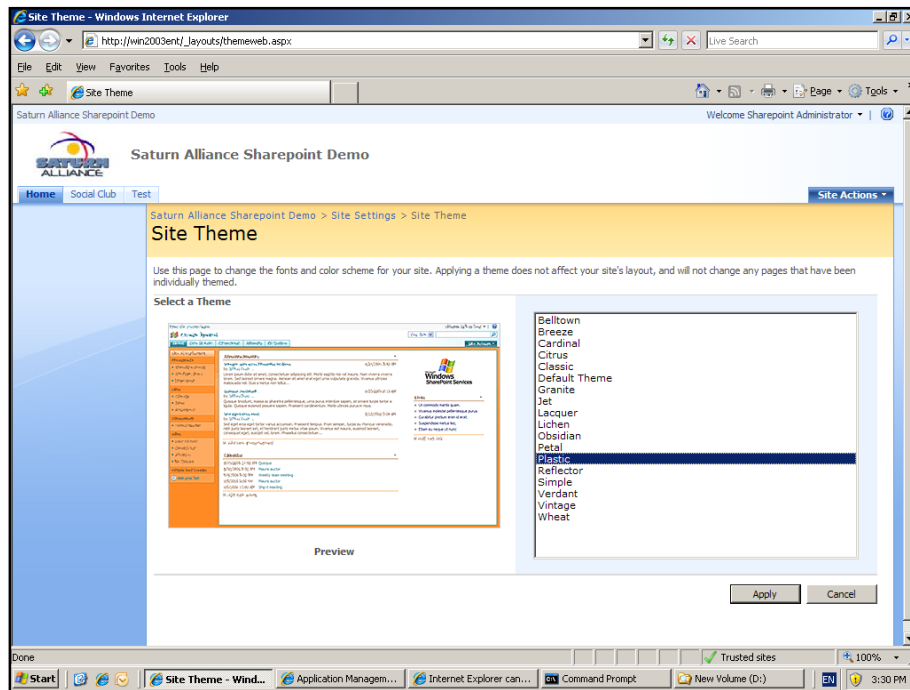 Site Theme - Windows Internet Explorer
http://win2003ent/_layouts/themeweb.aspx
Live Search
File Edit View Favorites Tools Help
Site Theme
Page Tools
Saturn Alliance Sharepoint Demo
Welcome Sharepoint Administrator
SATURN
ALLIANCE
Saturn Alliance Sharepoint Demo
Home Social Club Test
Site Actions
Saturn Alliance Sharepoint Demo > Site Settings > Site Theme
Site Theme
Use this page to change the fonts and color scheme for your site. Applying a theme does not affect your site's layout, and will not change any pages that have been
individually themed.
Select a Theme
Windows
SharePoint Services
Preview
Belltown
Breeze
Cardinal
Citrus
Classic
Default Theme
Granite
Jet
Lacquer
Lichen
Obsidian
Petal
Plastic
Reflector
Simple
Verdant
Vintage
Wheat
Apply Cancel
Done
Trusted sites
100%
Start
Site Theme - Wind...
Application Managem...
Internet Explorer can...
Command Prompt
New Volume (D:)
EN
3:30 PM